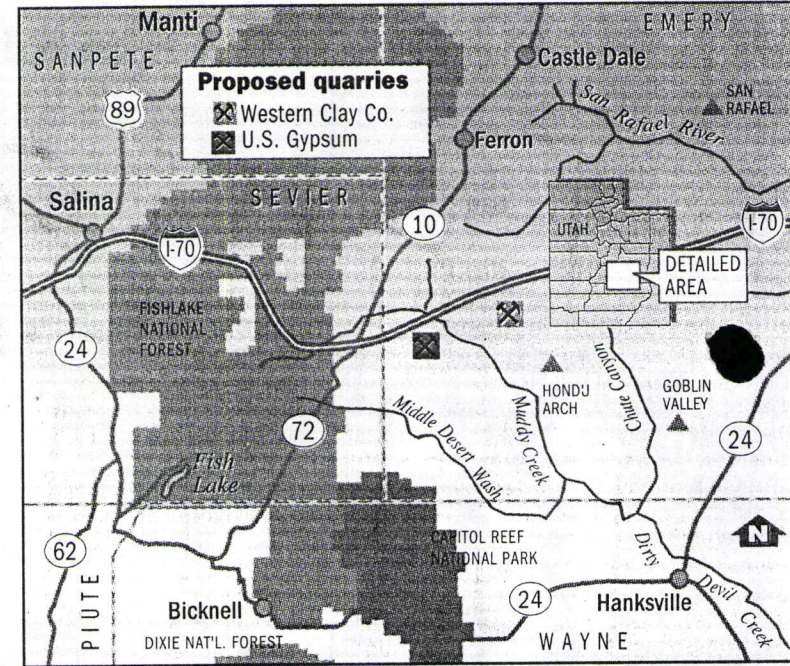 Manti
EMERY
SANPETE
Castle Dale
Proposed quarries
Western Clay Co.
U.S. Gypsum
89
SAN
RAFAEL
San Rafael River
Ferron
SEVIER
Salina
10
I-70
UTAH
I-70
DETAILED
AREA
FISHLAKE
NATIONAL
FOREST
24
HOND'J
ARCH
Chute Canyon
GOBLIN
VALLEY
72
Middle Desert Wash
Muddy Creek
24
Fish
Lake
CAPITOL REEF
NATIONAL PARK
N
62
Dirty
Devil
Creek
PIUTE
Bicknell
24
Hanksville
DIXIE NAT'L. FOREST
WAYNE